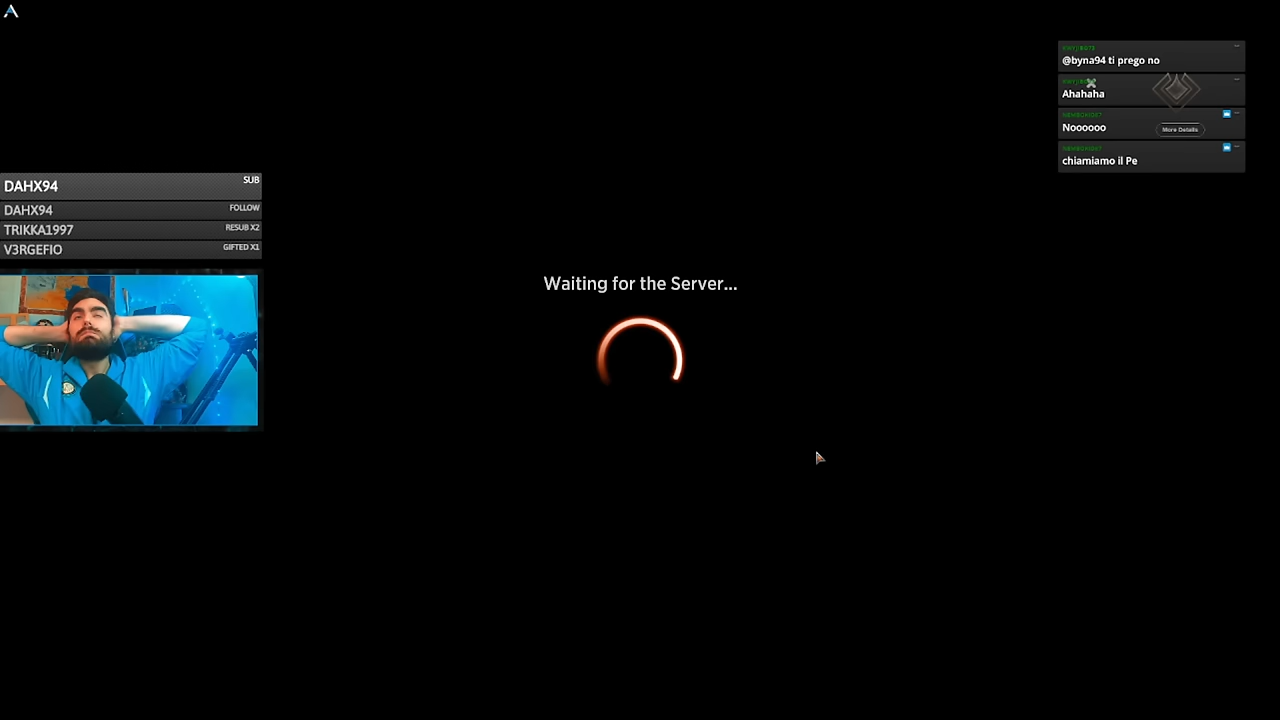 @byna94 ti prego no
Ahahaha
Noooooo
More Details
chiamiamo il Pe
DAHX94 SUB
DAHX94 FOLLOW
TRIKKA1997 RESUB X2
V3RGEFIO GIFTED X1
Waiting for the Server...